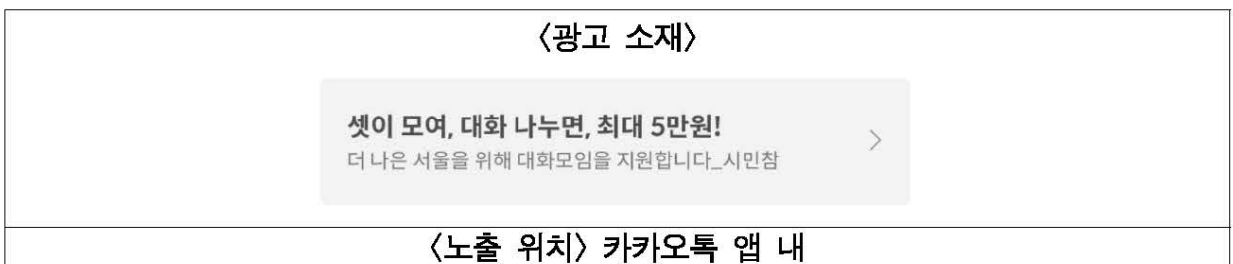 〈광고 소재〉
셋이 모여, 대화 나누면, 최대 5만원!
더 나은 서울을 위해 대화모임을 지원합니다_시민참
〈노출 위치〉 카카오톡 앱 내